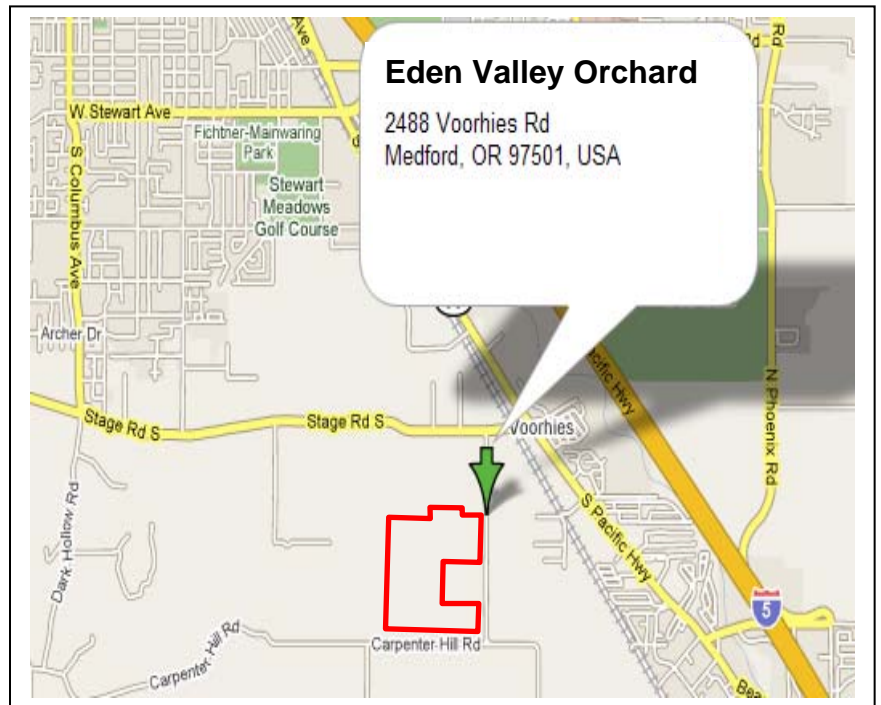 Ave
Ave
Rd
Rd
Eden Valley Orchard
2488 Voorhies Rd
Medford, OR 97501, USA
W Stewart Ave
Fichtner-Mainwaring
Park
Stewart
Meadows
Golf Course
S Columbus Ave
Archer Dr
Pacific Hwy
N Phoenix Rd
Stage Rd S
Stage Rd S
Voorhies
Dark Hollow Rd
S Pacific Hwy
5
Carpenter Hill Rd
Carpenter Hill Rd